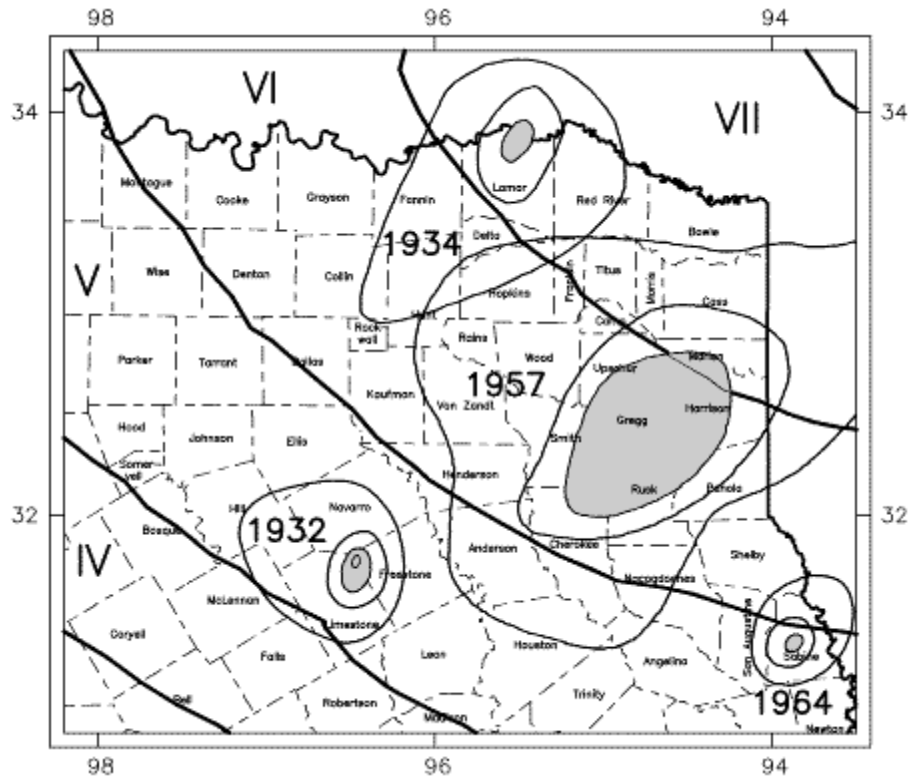 98 96 94
34 VI VII 34
Lamar
Montague Cooke Grayson Fannin Red River
1934 Delta Bowie
V Wise Denton Collin Titus
Hopkins Franklin Morris Cass
Hunt Camp
Rock
wall
Rains
Parker Tarrant Dallas Wood Upshur Marion
1957
Kaufman Van Zandt Gregg Harrison
Hood Johnson Ellis Smith
Somer
vell
Henderson Rusk Panola
Hill Navarro
32 32
Bosque 1932 Anderson Cherokee Shelby
IV Freestone Nacogdoches
McLennan Limestone San Augustine
Coryell Falls Leon Houston Angelina Sabine
Bell Robertson Trinity 1964
Madison Newton
98 96 94